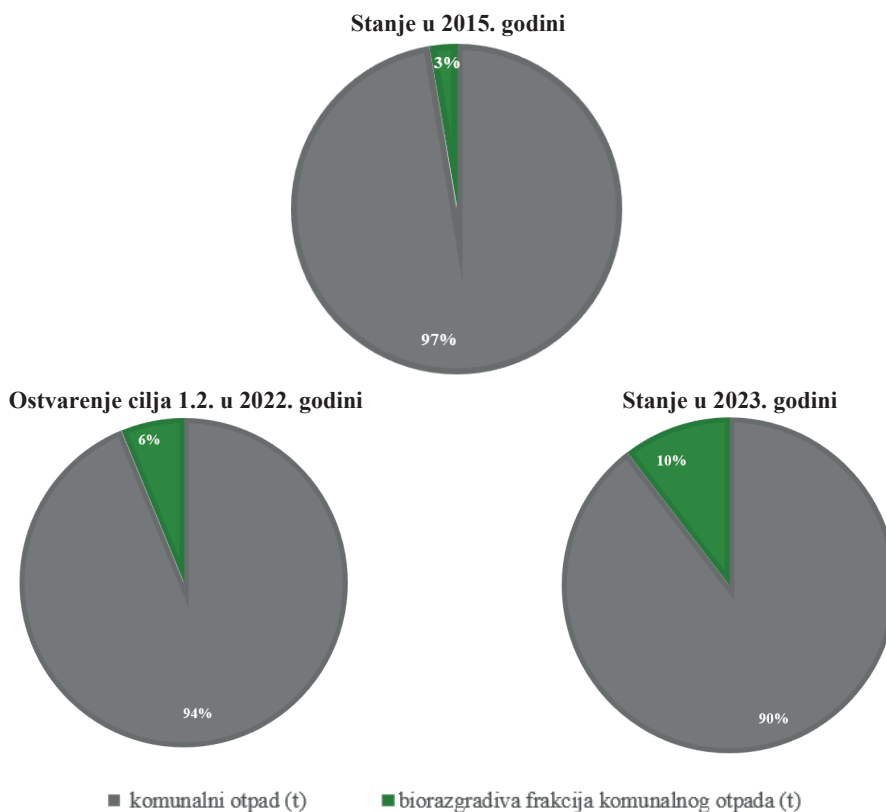 Stanje u 2015. godini
3%
97%
Ostvarenje cilja 1.2. u 2022. godini
6%
94%
Stanje u 2023. godini
10%
90%
komunalni otpad (t)
biorazgradiva frakcija komunalnog otpada (t)